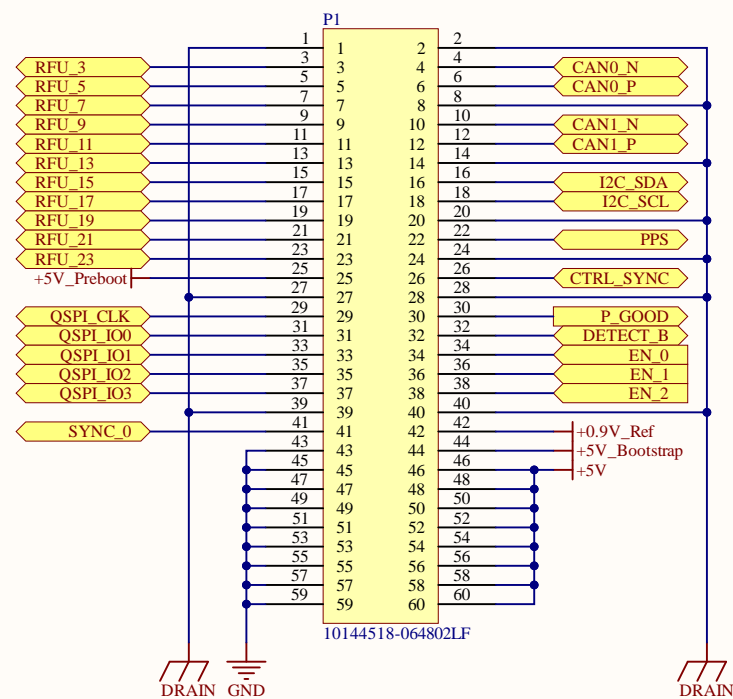 P1
1 1 2 2
RFU_3 3 3 4 4 CAN0_N
RFU_5 5 5 6 6 CAN0_P
RFU_7 7 7 8 8
RFU_9 9 9 10 10 CAN1_N
RFU_11 11 11 12 12 CAN1_P
RFU_13 13 13 14 14
RFU_15 15 15 16 16 I2C_SDA
RFU_17 17 17 18 18 I2C_SCL
RFU_19 19 19 20 20
RFU_21 21 21 22 22 PPS
RFU_23 23 23 24 24
+5V_Preboot 25 25 26 26 CTRL_SYNC
27 27 28 28
QSPI_CLK 29 29 30 30 P_GOOD
QSPI_IO0 31 31 32 32 DETECT_B
QSPI_IO1 33 33 34 34 EN_0
QSPI_IO2 35 35 36 36 EN_1
QSPI_IO3 37 37 38 38 EN_2
39 39 40 40
SYNC_0 41 41 42 42 +0.9V_Ref
43 43 44 44 +5V_Bootstrap
45 45 46 46 +5V
47 47 48 48
49 49 50 50
51 51 52 52
53 53 54 54
55 55 56 56
57 57 58 58
59 59 60 60
10144518-064802LF
DRAIN GND DRAIN